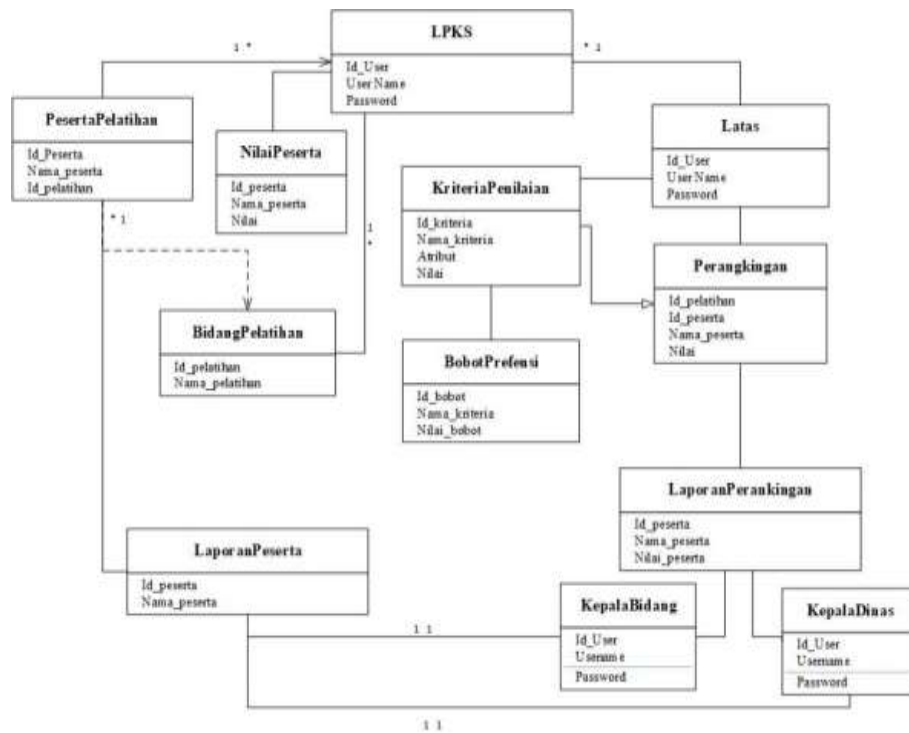 LPKS
Id_User
UserName
Password
1 *
* 1
PesertaPelatihan
Id_Peserta
Nama_peserta
Id_pelatihan
NilaiPeserta
Id_peserta
Nama_peserta
Nilai
Latas
Id_User
UserName
Password
KriteriaPenilaian
Id_kriteria
Nama_kriteria
Atribut
Nilai
* 1
1
*
Perangkingan
Id_pelatihan
Id_peserta
Nama_peserta
Nilai
BidangPelatihan
Id_pelatihan
Nama_pelatihan
BobotPrefensi
Id_bobot
Nama_kriteria
Nilai_bobot
LaporanPerankingan
Id_peserta
Nama_peserta
Nilai_peserta
LaporanPeserta
Id_peserta
Nama_peserta
KepalaBidang
Id_User
Username
Password
KepalaDinas
Id_User
Username
Password
1 1
1 1